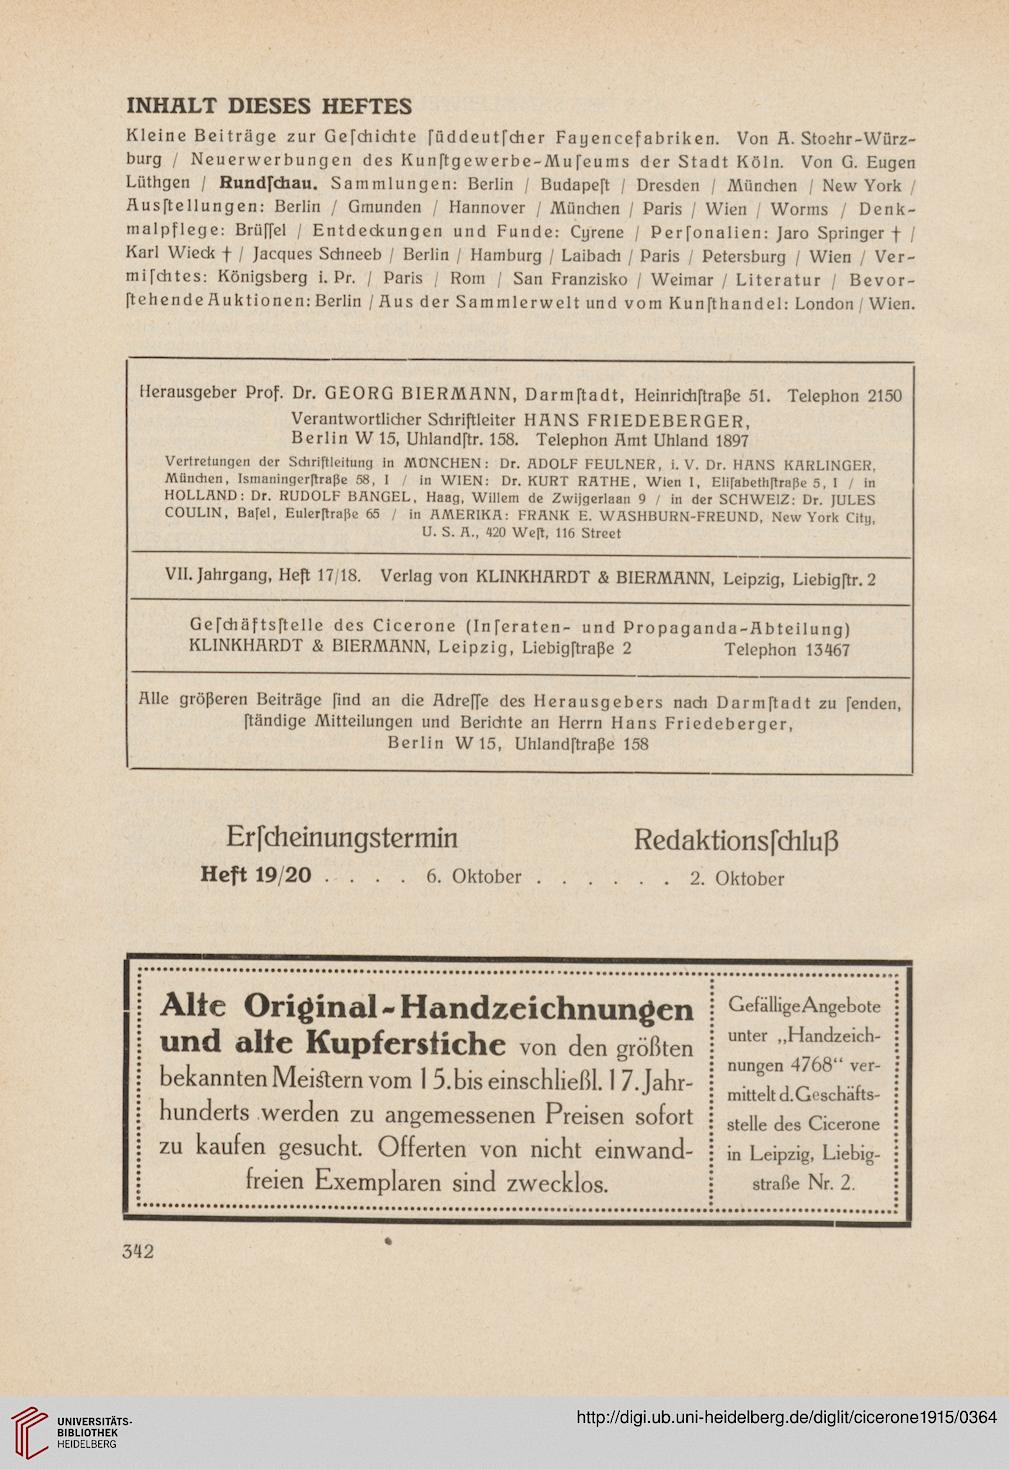 INHALT DIESES HEFTES
Kleine Beiträge zur Geſchichte ſüddeutſcher Fayencefabriken. Von A. Stoehr-Würz-
burg / Neuerwerbungen des Kunſtgewerbe-Muſeums der Stadt Köln. Von G. Eugen
Lüthgen / Rundſchau. Sammlungen: Berlin / Budapeſt / Dresden / München / New York /
Ausſtellungen: Berlin / Gmunden / Hannover / München / Paris / Wien / Worms / Denk-
malpflege: Brüſſel / Entdeckungen und Funde: Cyrene / Perſonalien: Jaro Springer † /
Karl Wieck † / Jacques Schneeb / Berlin / Hamburg / Laibach / Paris / Petersburg / Wien / Ver-
miſchtes: Königsberg i. Pr. / Paris / Rom / San Franzisko / Weimar / Literatur / Bevor-
ſtehende Auktionen: Berlin / Aus der Sammlerwelt und vom Kunſthandel: London / Wien.
Herausgeber Prof. Dr. GEORG BIERMANN, Darmſtadt, Heinrichſtraße 51. Telephon 2150
Verantwortlicher Schriftleiter HANS FRIEDEBERGER,
Berlin W 15, Uhlandſtr. 158. Telephon Amt Uhland 1897
Vertretungen der Schriftleitung in MÜNCHEN: Dr. ADOLF FEULNER, i. V. Dr. HANS KARLINGER,
München, Ismaningerſtraße 58, I / in WIEN: Dr. KURT RATHE, Wien I, Eliſabethſtraße 5, I / in
HOLLAND: Dr. RUDOLF BANGEL, Haag, Willem de Zwijgerlaan 9 / in der SCHWEIZ: Dr. JULES
COULIN, Baſel, Eulerſtraße 65 / in AMERIKA: FRANK E. WASHBURN-FREUND, New York City,
U. S. A., 420 Weſt, 116 Street
VII. Jahrgang, Heft 17/18. Verlag von KLINKHARDT & BIERMANN, Leipzig, Liebigſtr. 2
Geſchäftsſtelle des Cicerone (Inſeraten- und Propaganda-Abteilung)
KLINKHARDT & BIERMANN, Leipzig, Liebigſtraße 2 Telephon 13467
Alle größeren Beiträge ſind an die Adreſſe des Herausgebers nach Darmſtadt zu ſenden,
ſtändige Mitteilungen und Berichte an Herrn Hans Friedeberger,
Berlin W 15, Uhlandſtraße 158
Erſcheinungstermin Redaktionsſchluß
Heft 19/20 . . . . 6. Oktober . . . . . . 2. Oktober
Alte Original-Handzeichnungen
und alte Kupferstiche von den größten
bekannten Meistern vom 15. bis einschließl. 17. Jahr-
hunderts werden zu angemessenen Preisen sofort
zu kaufen gesucht. Offerten von nicht einwand-
freien Exemplaren sind zwecklos.
Gefällige Angebote
unter „Handzeich-
nungen 4768“ ver-
mittelt d. Geschäfts-
stelle des Cicerone
in Leipzig, Liebig-
straße Nr. 2.
342
UNIVERSITÄTS-
BIBLIOTHEK
HEIDELBERG
http://digi.ub.uni-heidelberg.de/diglit/cicerone1915/0364